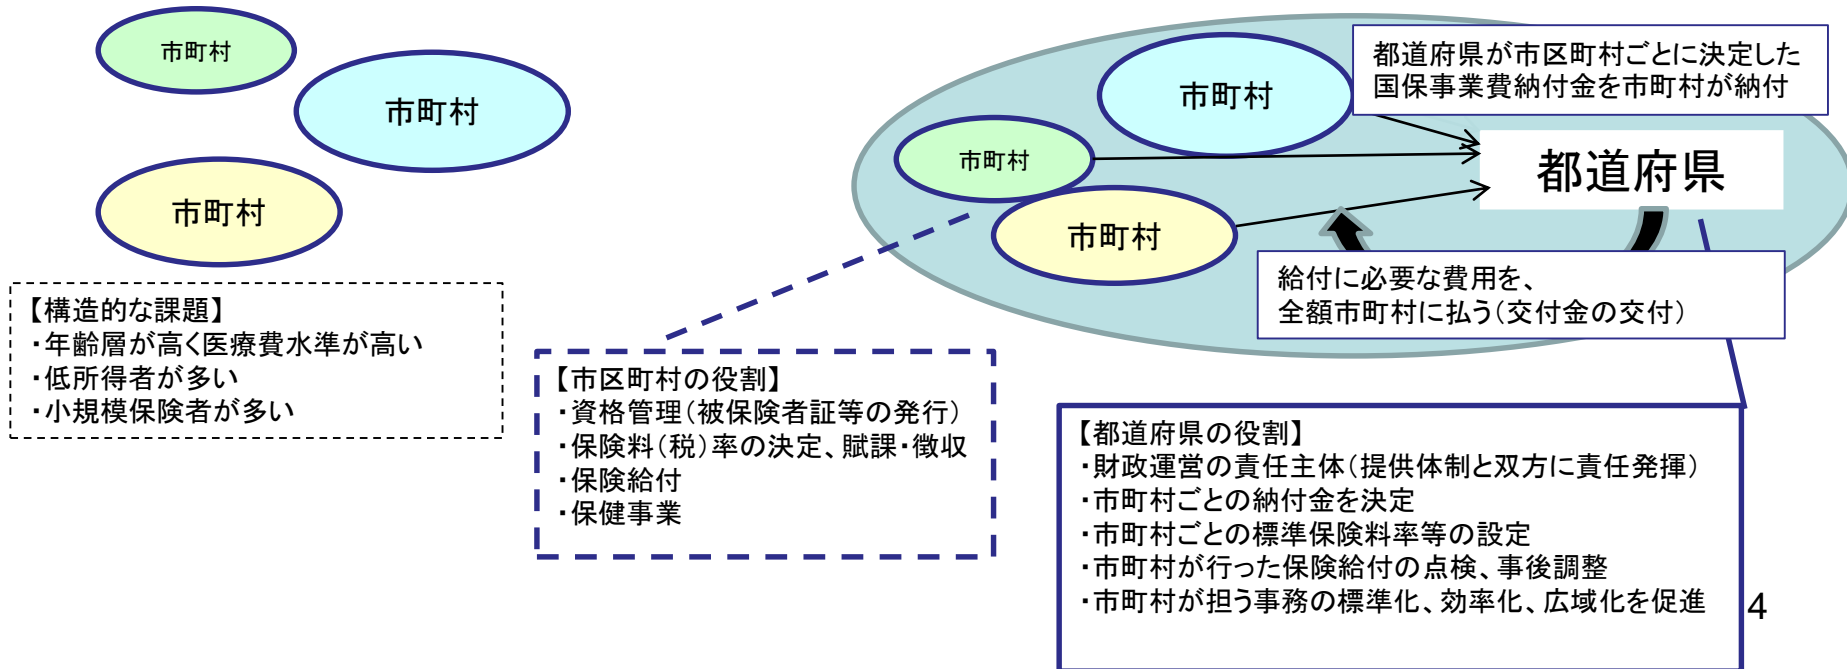 市町村
市町村
市町村
【構造的な課題】
・年齢層が高く医療費水準が高い
・低所得者が多い
・小規模保険者が多い
市町村
市町村
市町村
都道府県が市区町村ごとに決定した
国保事業費納付金を市町村が納付
都道府県
給付に必要な費用を、
全額市町村に払う（交付金の交付）
【市区町村の役割】
・資格管理（被保険者証等の発行）
・保険料（税）率の決定、賦課・徴収
・保険給付
・保健事業
【都道府県の役割】
・財政運営の責任主体（提供体制と双方に責任発揮）
・市町村ごとの納付金を決定
・市町村ごとの標準保険料率等の設定
・市町村が行った保険給付の点検、事後調整
・市町村が担う事務の標準化、効率化、広域化を促進
4